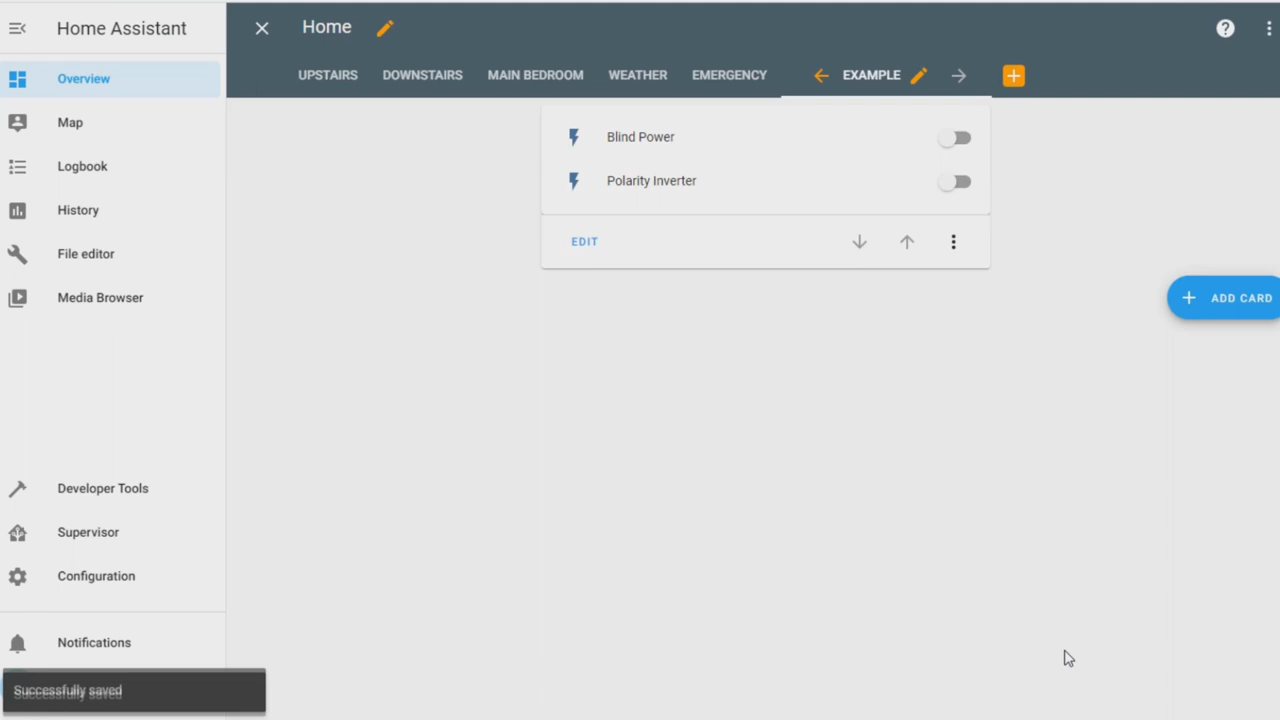 Home Assistant
Home
UPSTAIRS DOWNSTAIRS MAIN BEDROOM WEATHER EMERGENCY EXAMPLE
Overview
Map
Logbook
History
File editor
Media Browser
Developer Tools
Supervisor
Configuration
Notifications
Successfully saved
Blind Power
Polarity Inverter
EDIT
ADD CARD